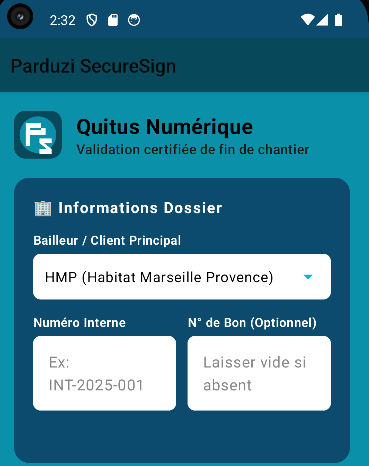 2:32
Parduzi SecureSign
PS
Quitus Numérique
Validation certifiée de fin de chantier
Informations Dossier
Bailleur / Client Principal
HMP (Habitat Marseille Provence)
Numéro Interne
N° de Bon (Optionnel)
Ex:
INT-2025-001
Laisser vide si
absent